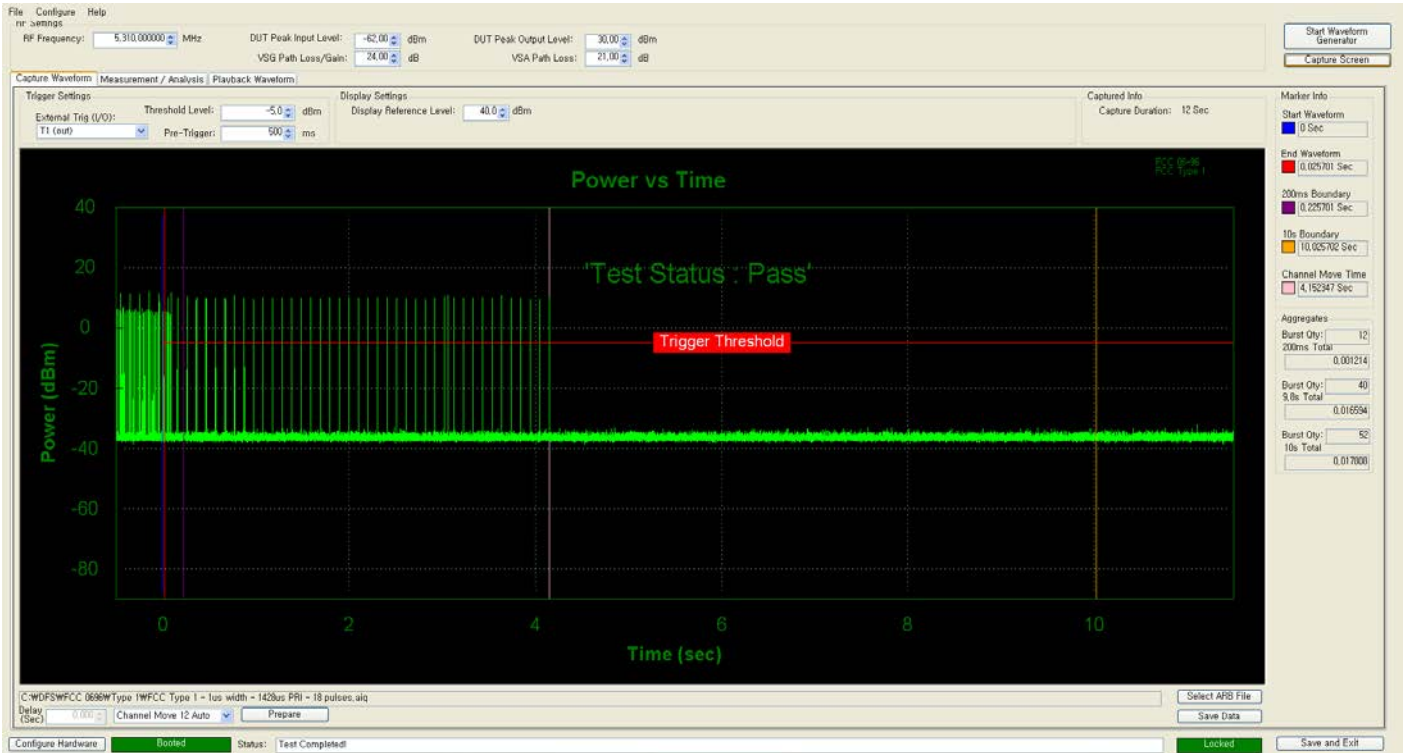 File Configure Help
RF Settings
RF Frequency: 5,310,000000 MHz DUT Peak Input Level: -62,00 dBm DUT Peak Output Level: 30,00 dBm
VSG Path Loss/Gain: 24,00 dB VSA Path Loss: 21,00 dB
Start Waveform Generator
Capture Screen
Capture Waveform Measurement / Analysis Playback Waveform
Trigger Settings
External Trig (I/O):
T1 (out)
Threshold Level: -5.0 dBm
Pre-Trigger: 500 ms
Display Settings
Display Reference Level: 40.0 dBm
Captured Info
Capture Duration: 12 Sec
FCC 06-96
FCC Type 1
Power vs Time
40
20
0
-20
-40
-60
-80
Power (dBm)
'Test Status : Pass'
Trigger Threshold
0 2 4 6 8 10
Time (sec)
Marker Info
Start Waveform
0 Sec
End Waveform
0,025701 Sec
200ms Boundary
0,225701 Sec
10s Boundary
10,025702 Sec
Channel Move Time
4,152347 Sec
Aggregates
Burst Qty: 12
200ms Total
0,001214
Burst Qty: 40
9,8s Total
0,016594
Burst Qty: 52
10s Total
0,017808
C:₩DFS₩FCC 0696₩Type 1₩FCC Type 1 - 1us width - 1428us PRI - 18 pulses.aiq
Select ARB File
Delay (Sec) 0.000 Channel Move 12 Auto Prepare
Save Data
Configure Hardware Booted Status: Test Completed! Locked Save and Exit